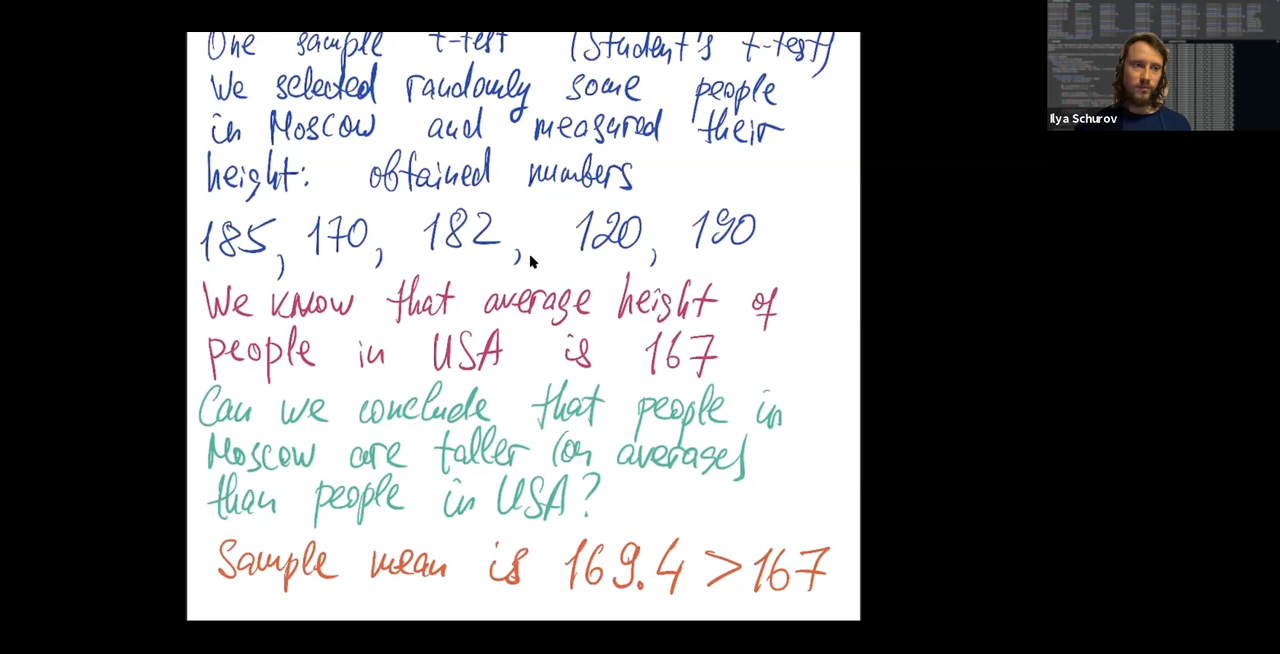 One sample t-test (Student's t-test)
We selected randomly some people
in Moscow and measured their
height: obtained numbers
185, 170, 182, 120, 190
We know that average height of
people in USA is 167
Can we conclude that people in
Moscow are taller (on average)
than people in USA?
Sample mean is 169.4 > 167
Ilya Schurov